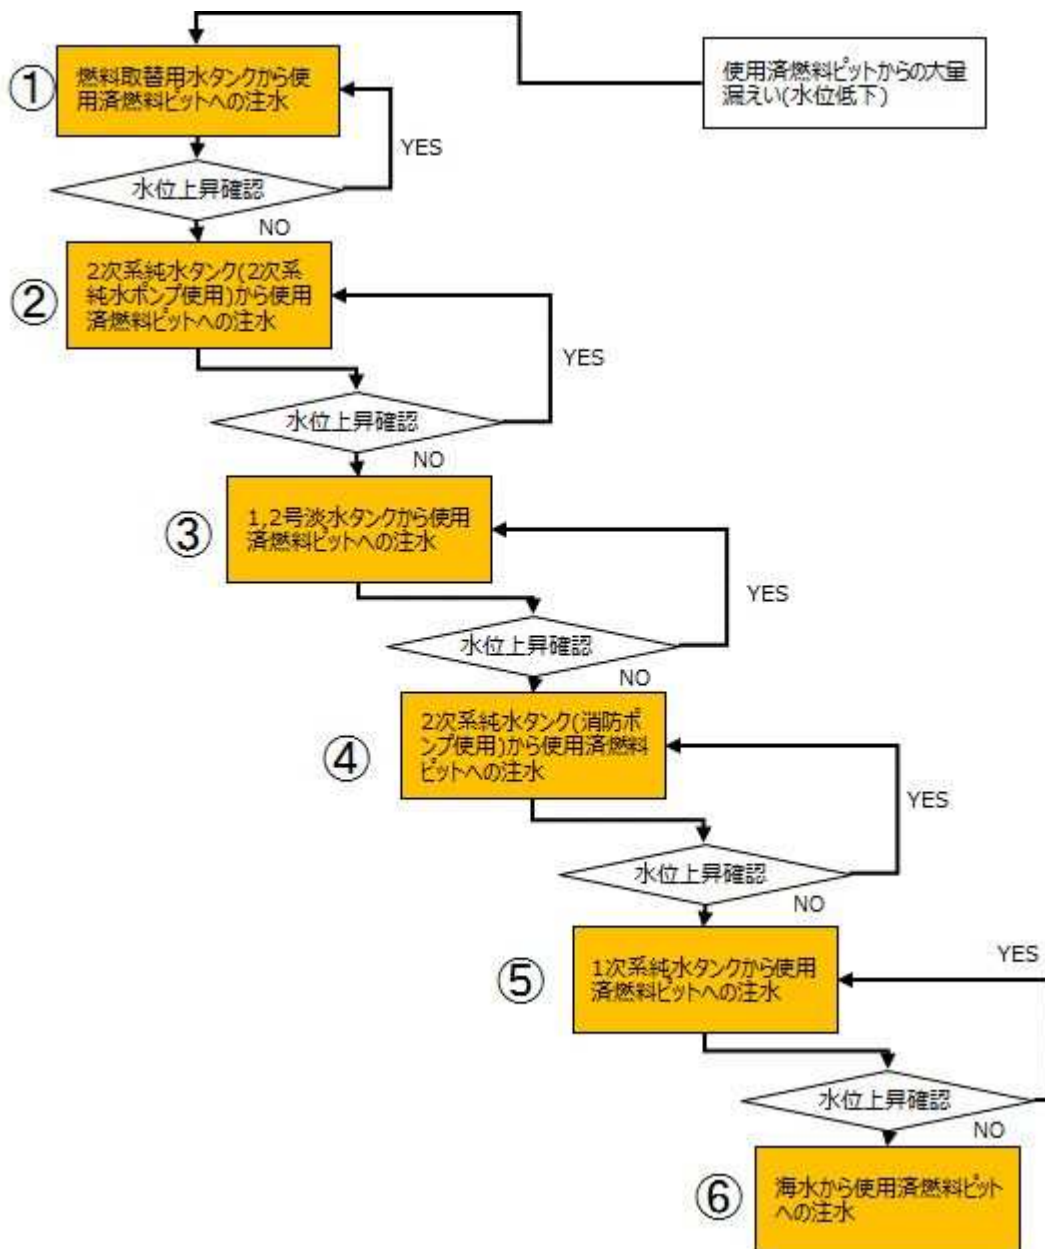 使用済燃料ピットからの大量
漏えい(水位低下)
①
燃料取替用水タンクから使
用済燃料ピットへの注水
YES
水位上昇確認
NO
②
2次系純水タンク(2次系
純水ポンプ使用)から使用
済燃料ピットへの注水
YES
水位上昇確認
NO
③
1,2号淡水タンクから使用
済燃料ピットへの注水
YES
水位上昇確認
NO
④
2次系純水タンク(消防ポ
ンプ使用)から使用済燃料
ピットへの注水
YES
水位上昇確認
NO
⑤
1次系純水タンクから使用
済燃料ピットへの注水
YES
水位上昇確認
NO
⑥
海水から使用済燃料ピット
への注水